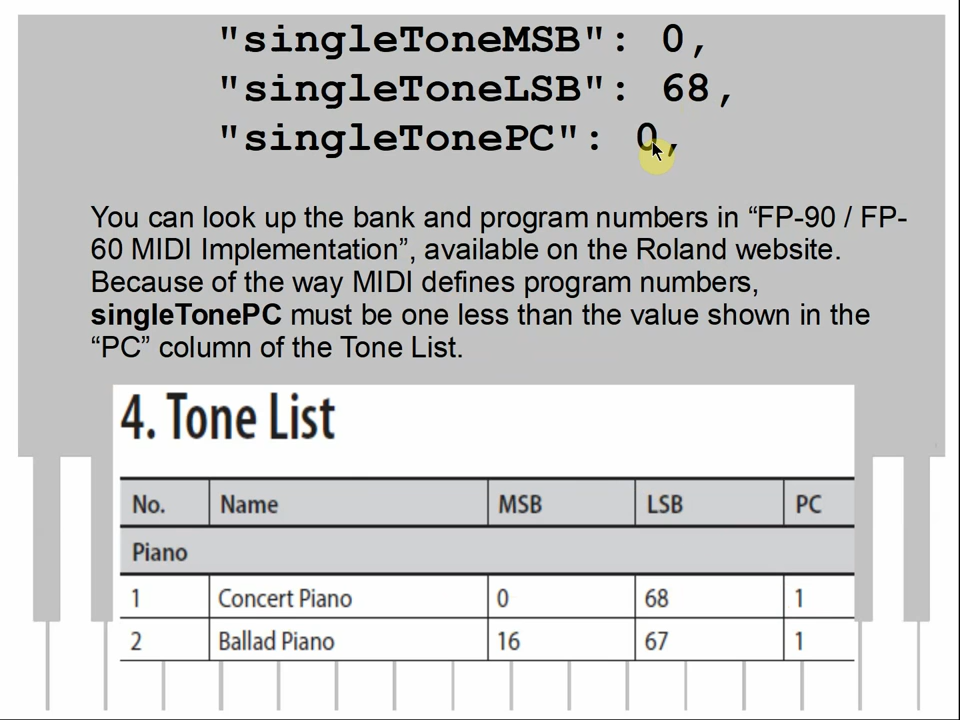 "singleToneMSB": 0,
"singleToneLSB": 68,
"singleTonePC": 0,
You can look up the bank and program numbers in “FP-90 / FP-
60 MIDI Implementation”, available on the Roland website.
Because of the way MIDI defines program numbers,
singleTonePC must be one less than the value shown in the
“PC” column of the Tone List.
4. Tone List
No. Name MSB LSB PC
Piano
1 Concert Piano 0 68 1
2 Ballad Piano 16 67 1